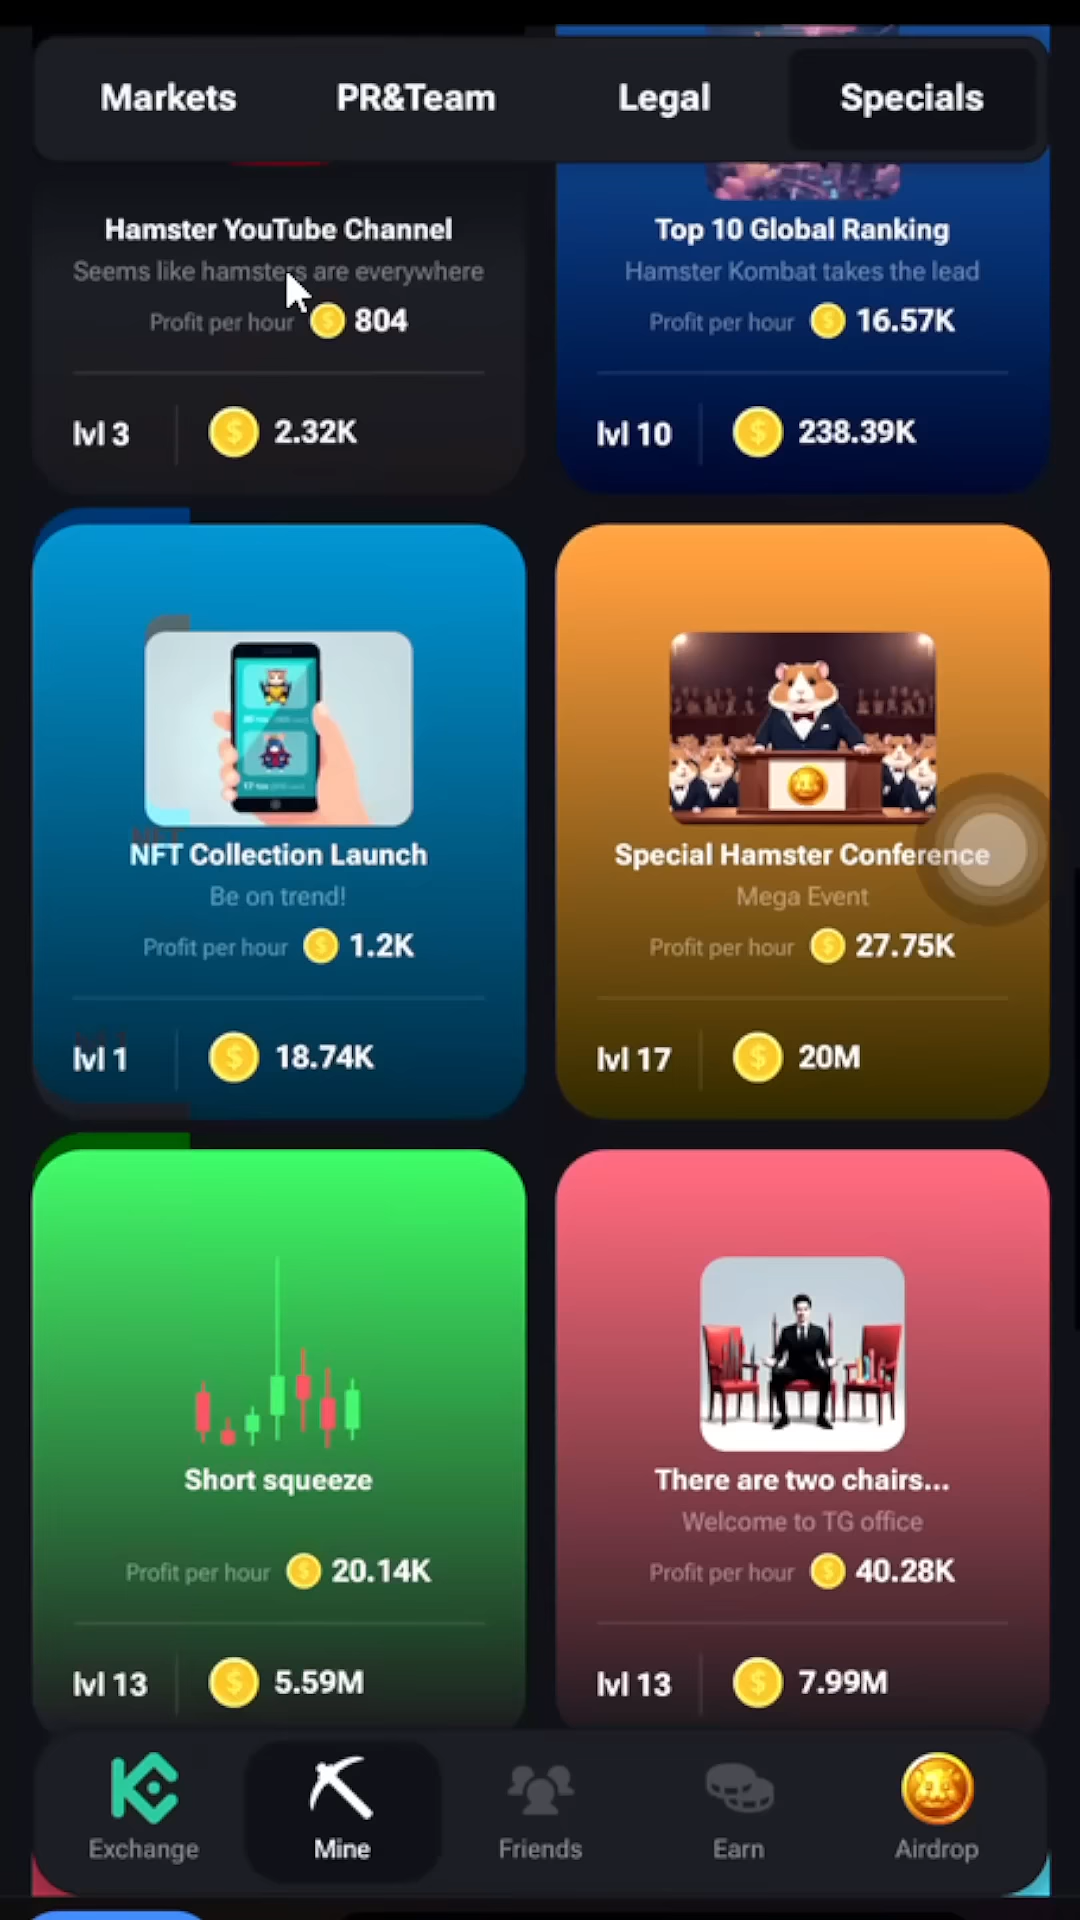 Markets PR&Team Legal Specials
Hamster YouTube Channel
Seems like hamsters are everywhere
Profit per hour 804
lvl 3 2.32K
Top 10 Global Ranking
Hamster Kombat takes the lead
Profit per hour 16.57K
lvl 10 238.39K
NFT Collection Launch
Be on trend!
Profit per hour 1.2K
lvl 1 18.74K
Special Hamster Conference
Mega Event
Profit per hour 27.75K
lvl 17 20M
Short squeeze
Profit per hour 20.14K
lvl 13 5.59M
There are two chairs...
Welcome to TG office
Profit per hour 40.28K
lvl 13 7.99M
Exchange Mine Friends Earn Airdrop